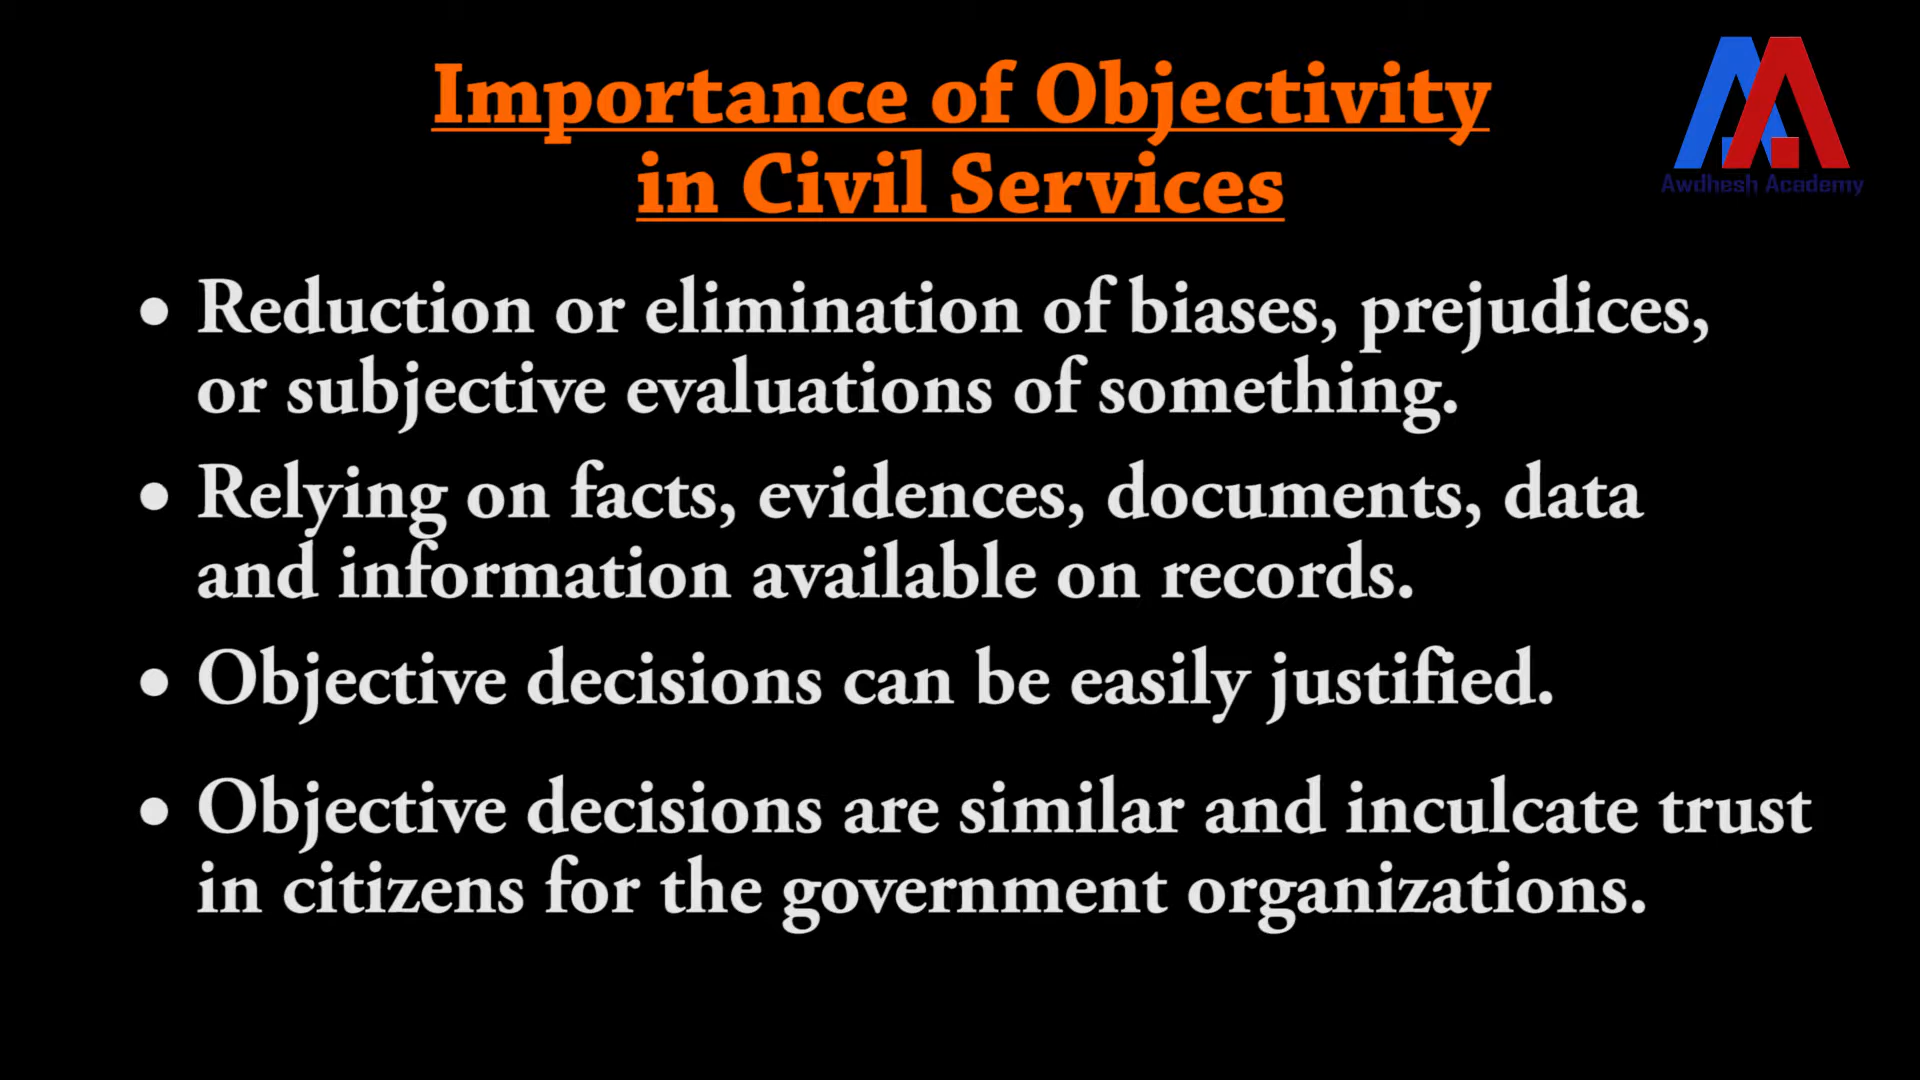 Importance of Objectivity
in Civil Services
Awdhesh Academy
• Reduction or elimination of biases, prejudices,
or subjective evaluations of something.
• Relying on facts, evidences, documents, data
and information available on records.
• Objective decisions can be easily justified.
• Objective decisions are similar and inculcate trust
in citizens for the government organizations.